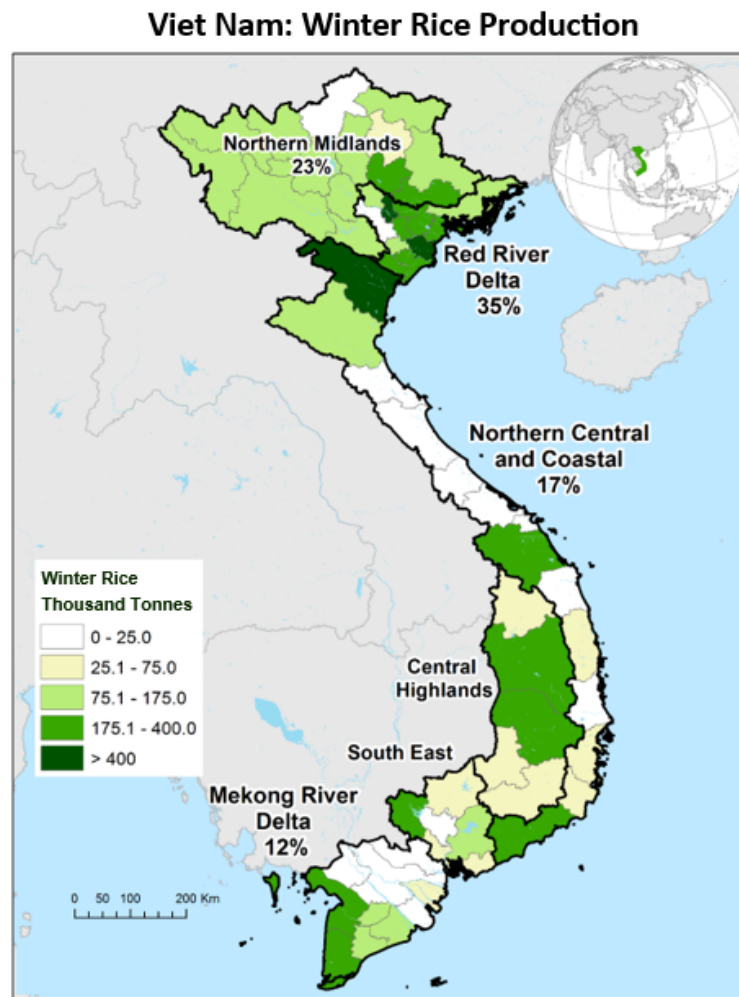 Viet Nam: Winter Rice Production
Northern Midlands
23%
Red River
Delta
35%
Northern Central
and Coastal
17%
Winter Rice
Thousand Tonnes
0 - 25.0
25.1 - 75.0
75.1 - 175.0
175.1 - 400.0
> 400
Central
Highlands
South East
Mekong River
Delta
12%
0 50 100 200 Km